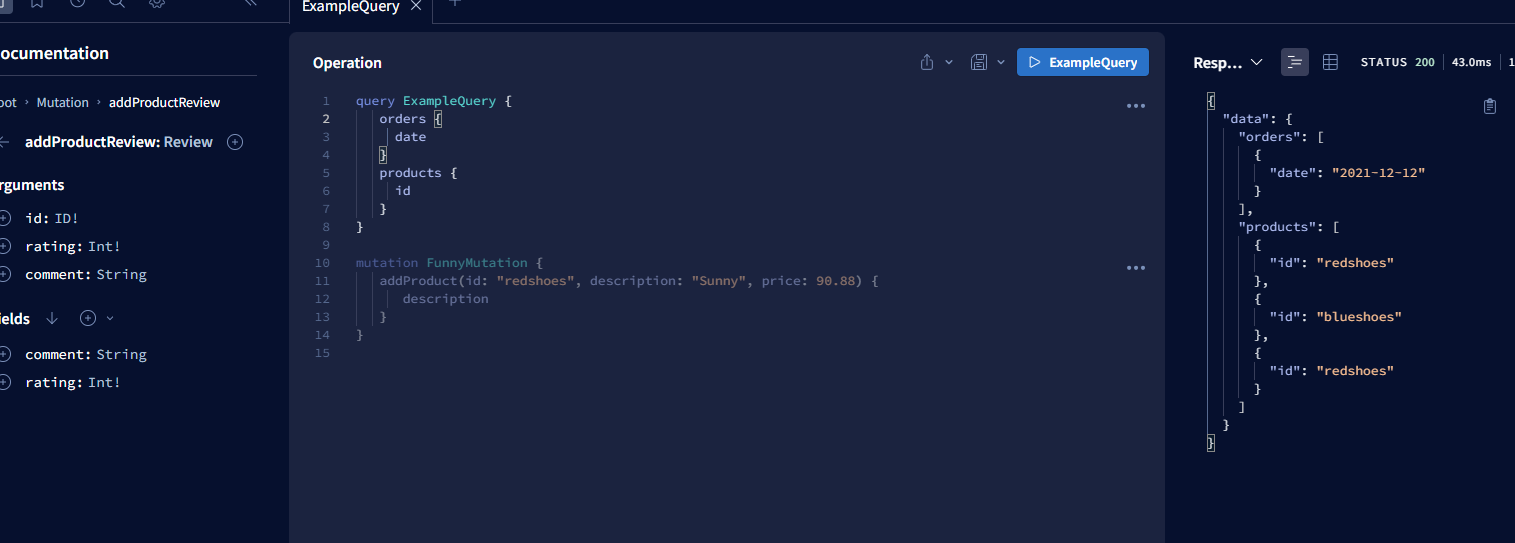 ExampleQuery
ocumentation
oot › Mutation › addProductReview
addProductReview: Review
rguments
id: ID!
rating: Int!
comment: String
ields
comment: String
rating: Int!
Operation
ExampleQuery
1 query ExampleQuery {
2 orders {
3 date
4 }
5 products {
6 id
7 }
8 }
9
10 mutation FunnyMutation {
11 addProduct(id: "redshoes", description: "Sunny", price: 90.88) {
12 description
13 }
14 }
15
Resp... STATUS 200 43.0ms 1
{
"data": {
"orders": [
{
"date": "2021-12-12"
}
],
"products": [
{
"id": "redshoes"
},
{
"id": "blueshoes"
},
{
"id": "redshoes"
}
]
}
}